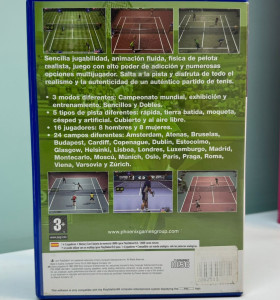 Sencilla jugabilidad, animación fluida, física de pelota
realista, juego con alto poder de adicción y numerosas
opciones multijugador. Salta a la pista y disfruta de todo el
realismo y la autenticidad de un auténtico partido de tenis.
• 3 modos diferentes: Campeonato mundial, exhibición y
entrenamiento. Sencillos y Dobles.
• 5 tipos de pista diferentes: rápida, tierra batida, moqueta,
césped y artificial. Cubierto y al aire libre.
• 16 jugadores: 8 hombres y 8 mujeres.
• 24 campos diferentes: Amsterdam, Atenas, Bruselas,
Budapest, Cardiff, Copenhague, Dublín, Estocolmo,
Glasgow, Helsinki, Lisboa, Londres, Luxemburgo, Madrid,
Montecarlo, Moscú, Múnich, Oslo, París, Praga, Roma,
Viena, Varsovia y Zúrich.
3+
www.phoenixgamesgroup.com